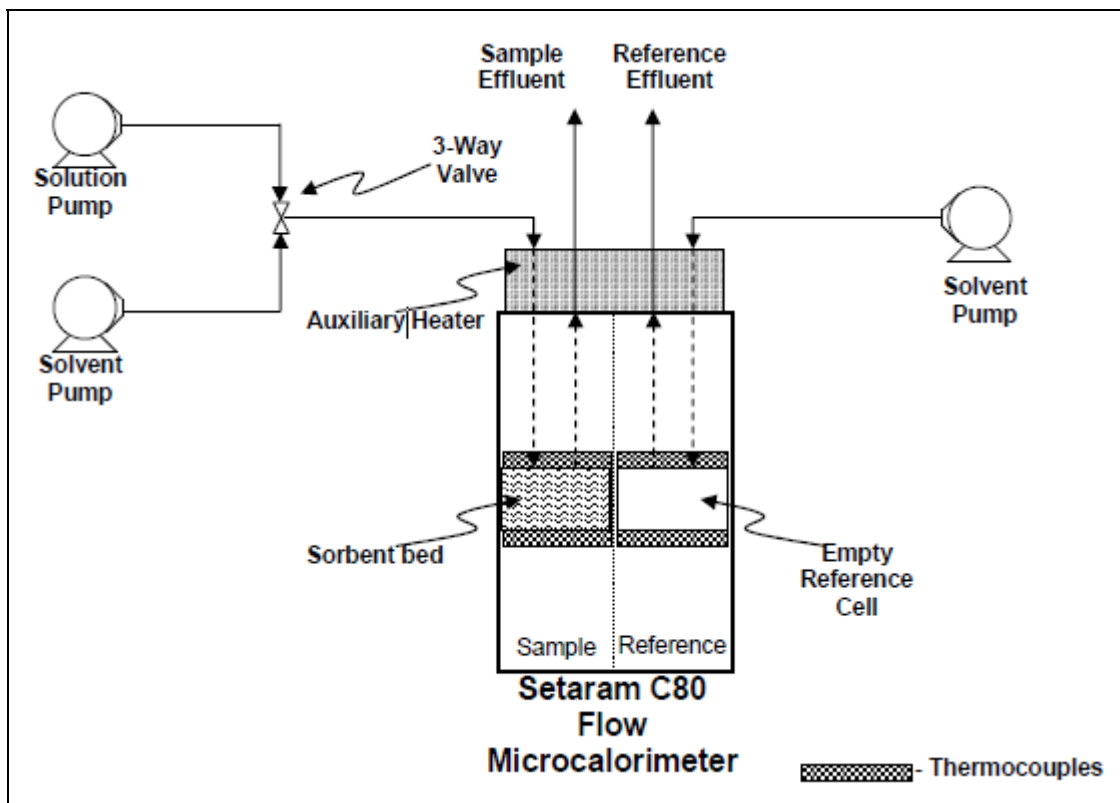 Sample
Effluent
Reference
Effluent
3-Way
Valve
Solution
Pump
Solvent
Pump
Solvent
Pump
Auxiliary Heater
Sorbent bed
Empty
Reference
Cell
Sample
Reference
Setaram C80
Flow
Microcalorimeter
- Thermocouples